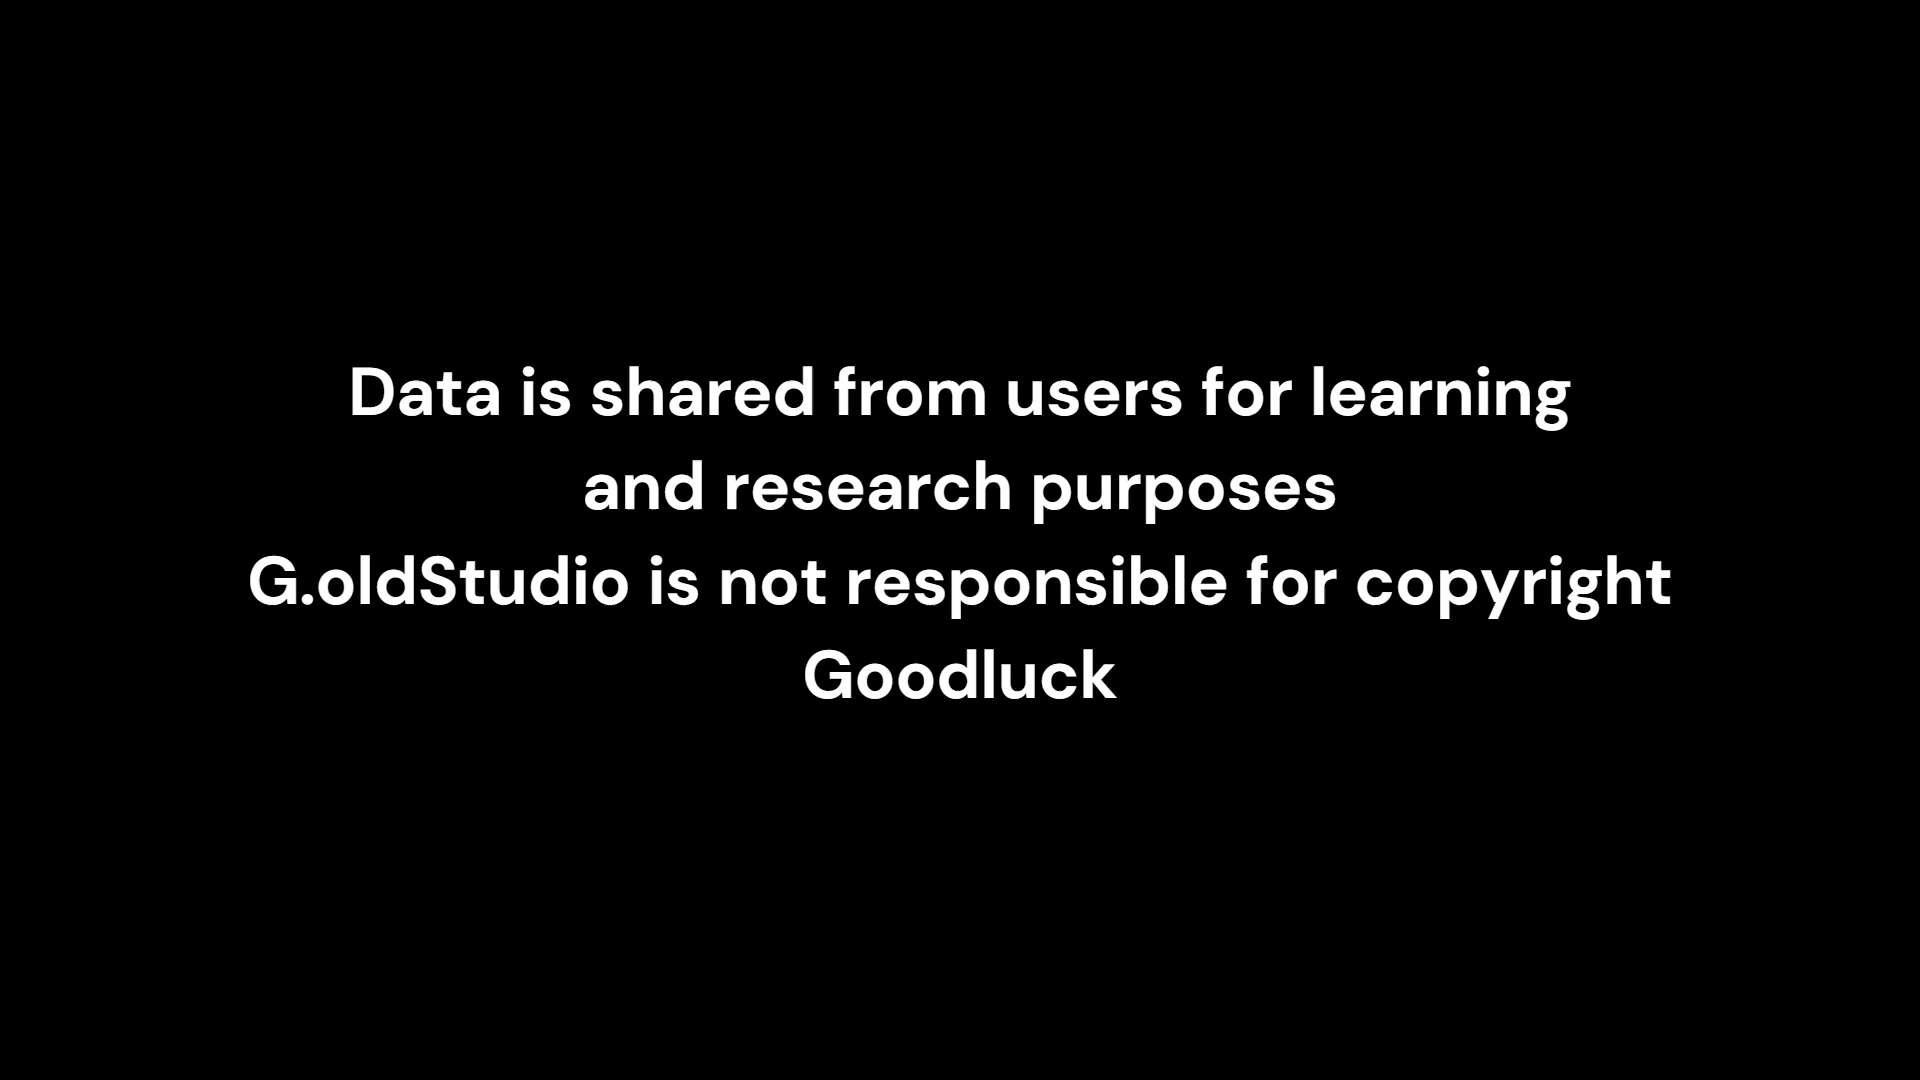 Data is shared from users for learning
and research purposes
G.oldStudio is not responsible for copyright
Goodluck